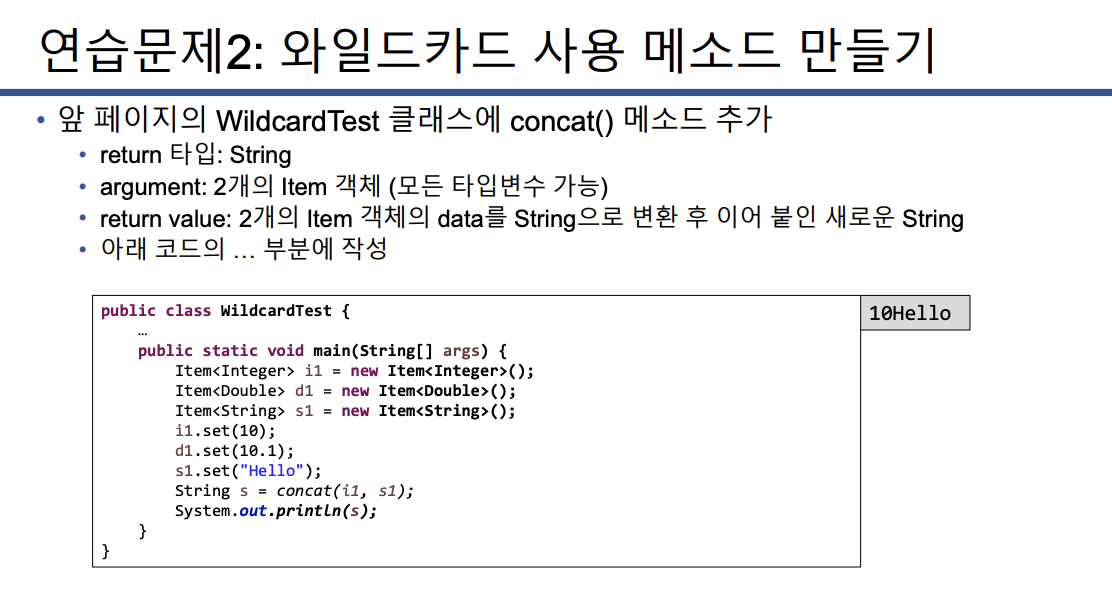 연습문제2: 와일드카드 사용 메소드 만들기
• 앞 페이지의 WildcardTest 클래스에 concat() 메소드 추가
• return 타입: String
• argument: 2개의 Item 객체 (모든 타입변수 가능)
• return value: 2개의 Item 객체의 data를 String으로 변환 후 이어 붙인 새로운 String
• 아래 코드의 … 부분에 작성
public class WildcardTest {
…
public static void main(String[] args) {
Item<Integer> i1 = new Item<Integer>();
Item<Double> d1 = new Item<Double>();
Item<String> s1 = new Item<String>();
i1.set(10);
d1.set(10.1);
s1.set("Hello");
String s = concat(i1, s1);
System.out.println(s);
}
}
10Hello